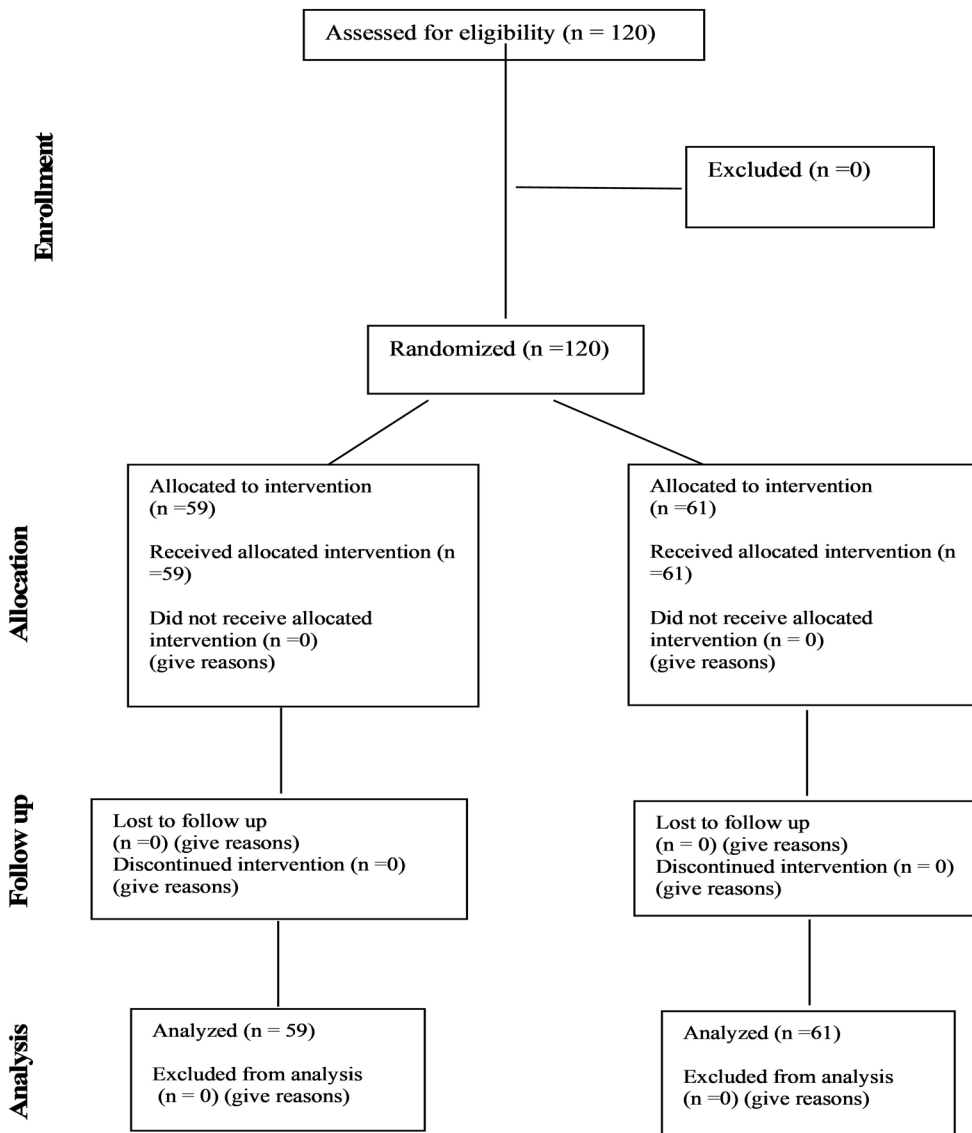 Assessed for eligibility (n = 120)
Enrollment
Excluded (n =0)
Randomized (n =120)
Allocation
Allocated to intervention
(n =59)
Received allocated intervention (n
=59)
Did not receive allocated
intervention (n =0)
(give reasons)
Allocated to intervention
(n =61)
Received allocated intervention (n
=61)
Did not receive allocated
intervention (n = 0)
(give reasons)
Follow up
Lost to follow up
(n =0) (give reasons)
Discontinued intervention (n =0)
(give reasons)
Lost to follow up
(n = 0) (give reasons)
Discontinued intervention (n = 0)
(give reasons)
Analysis
Analyzed (n = 59)
Excluded from analysis
(n = 0) (give reasons)
Analyzed (n =61)
Excluded from analysis
(n =0) (give reasons)